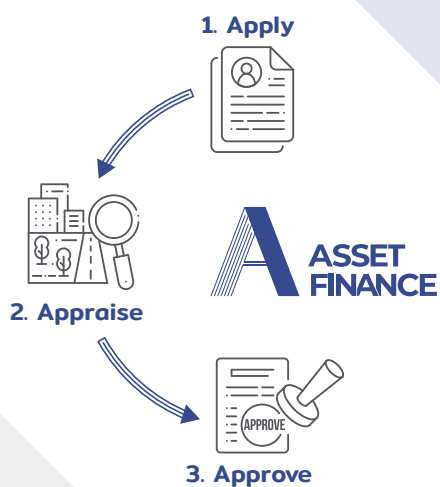 1. Apply
ASSET
FINANCE
2. Appraise
APPROVE
3. Approve